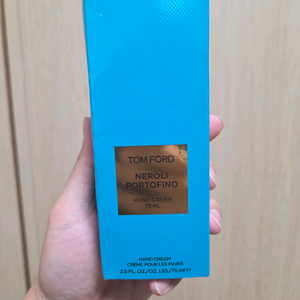 TOM FORD
NEROLI
PORTOFINO
HAND CREAM
75 ML
HAND CREAM
CRÈME POUR LES MAINS
2.5 FL.OZ./OZ. LIQ./75 ml ℮